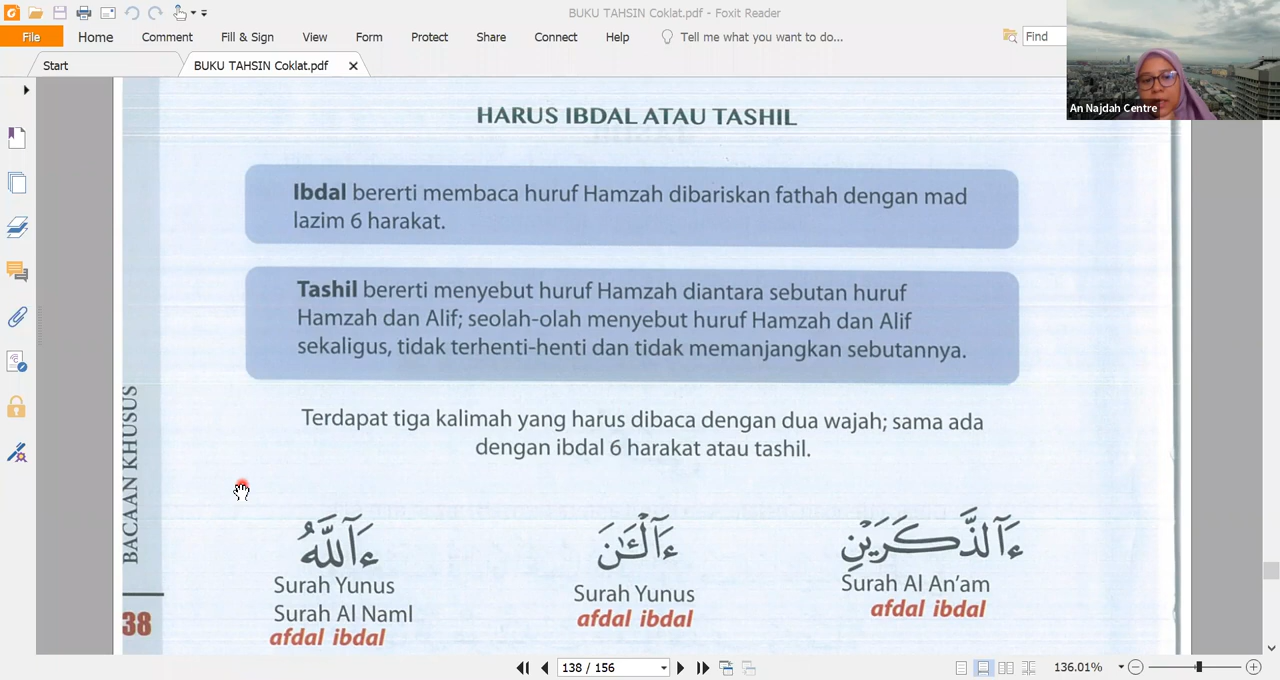 BUKU TAHSIN Coklat.pdf - Foxit Reader
File Home Comment Fill & Sign View Form Protect Share Connect Help Tell me what you want to do... Find
Start BUKU TAHSIN Coklat.pdf
An Najdah Centre
HARUS IBDAL ATAU TASHIL
Ibdal bererti membaca huruf Hamzah dibariskan fathah dengan mad
lazim 6 harakat.
Tashil bererti menyebut huruf Hamzah diantara sebutan huruf
Hamzah dan Alif; seolah-olah menyebut huruf Hamzah dan Alif
sekaligus, tidak terhenti-henti dan tidak memanjangkan sebutannya.
Terdapat tiga kalimah yang harus dibaca dengan dua wajah; sama ada
dengan ibdal 6 harakat atau tashil.
ءَآللَّهُ
Surah Yunus
Surah Al Naml
afdal ibdal
ءَآلْـَٰٔنَ
Surah Yunus
afdal ibdal
ءَآلذَّكَرَيْنِ
Surah Al An'am
afdal ibdal
BACAAN KHUSUS
38
138 / 156
136.01%